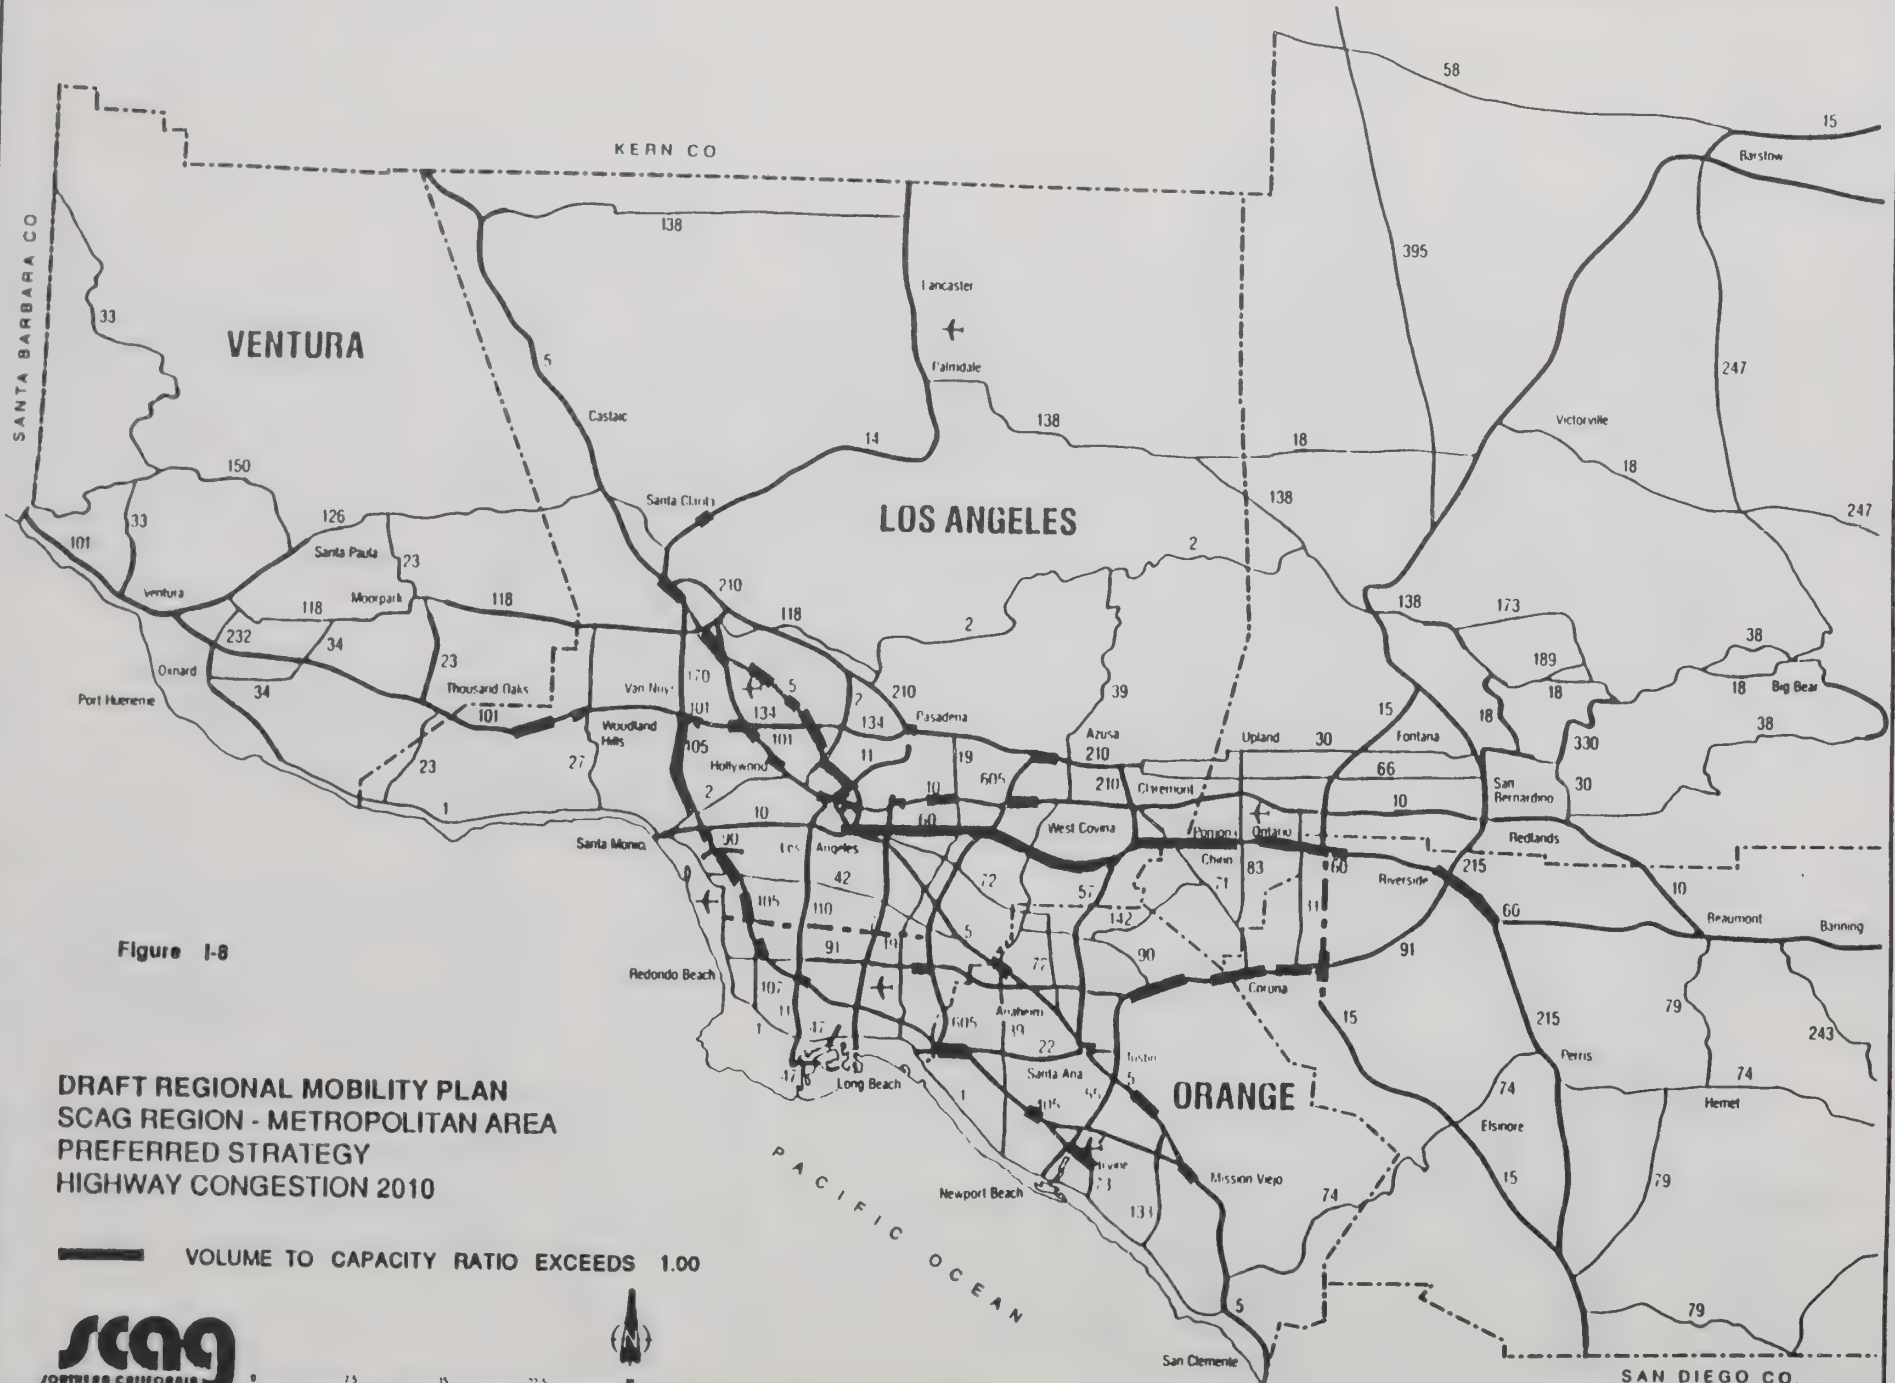 58
15
Barstow
KERN CO
SANTA BARBARA CO
138
395
Lancaster
33
VENTURA
5
Palmdale
247
Castaic
138
Victorville
14
18
18
150
138
Santa Clarita
LOS ANGELES
33
126
247
101
Santa Paula
23
2
210
Ventura
Moorpark
118
118
118
138
173
232
34
2
38
Oxnard
23
189
34
Thousand Oaks
Van Nuys
170
5
210
39
18
18
Big Bear
Port Hueneme
101
101
134
2
134
Pasadena
15
18
38
Woodland
Hills
105
101
Azusa
Upland
30
Fontana
330
11
19
210
23
27
Hollywood
605
210
Claremont
66
San
Bernardino
30
2
10
10
1
10
60
West Covina
Pomona
Ontario
Redlands
Santa Monica
90
Los Angeles
Chino
83
60
215
42
72
57
71
Riverside
10
105
110
142
31
60
Beaumont
Banning
Figure I-8
91
19
5
90
91
Redondo Beach
Corona
107
605
Anaheim
39
15
79
215
243
1
11
47
22
Tustin
Perris
47
Long Beach
Santa Ana
5
DRAFT REGIONAL MOBILITY PLAN
1
55
ORANGE
74
74
SCAG REGION - METROPOLITAN AREA
105
Elsinore
Hemet
PREFERRED STRATEGY
HIGHWAY CONGESTION 2010
Irvine
Mission Viejo
PACIFIC OCEAN
Newport Beach
73
74
15
79
133
VOLUME TO CAPACITY RATIO EXCEEDS 1.00
5
79
scag
N
San Clemente
SAN DIEGO CO.